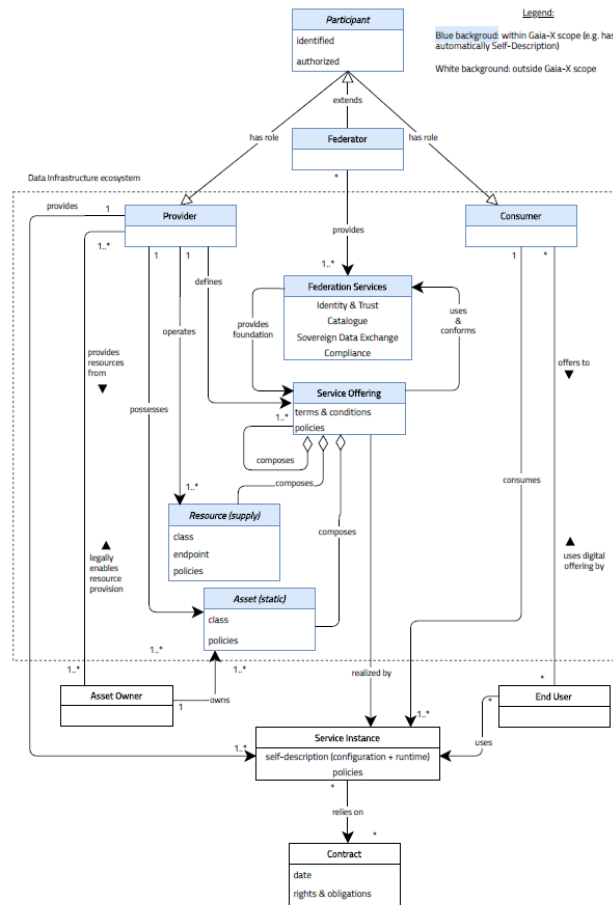 Participant
identified
authorized
Legend:
Blue backgroud: within Gaia-X scope (e.g. has
automatically Self-Description)
White background: outside Gaia-X scope
extends
has role
Federator
has role
*
Data Infrastructure ecosystem
provides
1
Provider
provides
Consumer
1..*
1
1
defines
1..*
1
*
Federation Services
Identity & Trust
Catalogue
Sovereign Data Exchange
Compliance
operates
provides
foundation
uses
&
conforms
provides
resources
from
offers to
Service Offering
terms & conditions
policies
1..*
possesses
composes
composes
consumes
1..*
Resource (supply)
class
endpoint
policies
composes
legally
enables
resource
provision
uses digital
offering by
Asset (static)
class
policies
1..*
1..*
1..*
realized by
*
Asset Owner
1
owns
End User
*
1..*
Service Instance
self-description (configuration + runtime)
policies
1..*
uses
*
relies on
*
Contract
date
rights & obligations